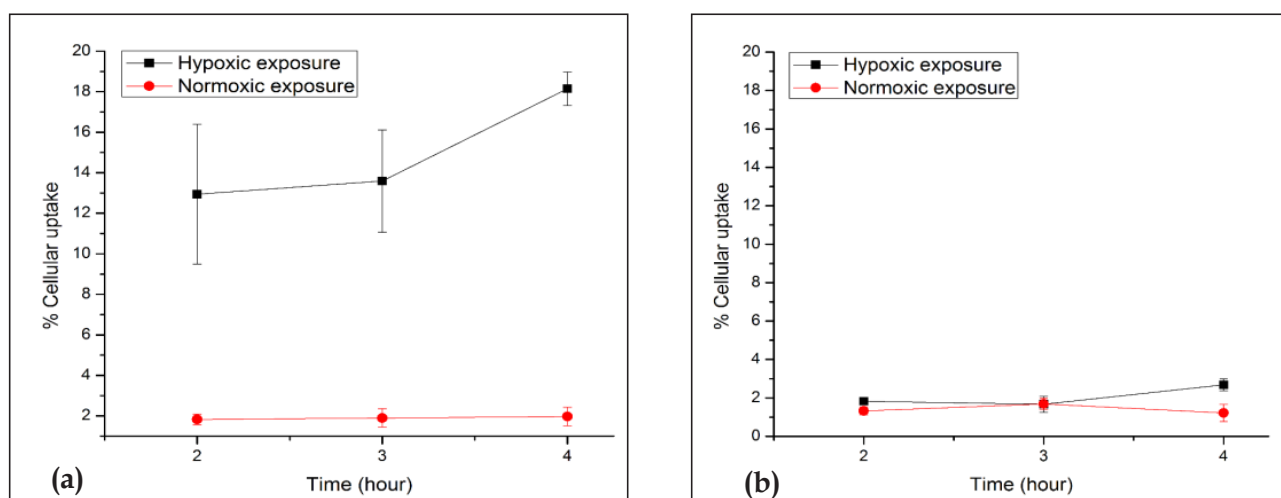 20
18
16
14
12
10
8
6
4
2
% Cellular uptake
Hypoxic exposure
Normoxic exposure
2
3
4
Time (hour)
(a)
20
18
16
14
12
10
8
6
4
2
0
% Cellular uptake
Hypoxic exposure
Normoxic exposure
2
3
4
Time (hour)
(b)